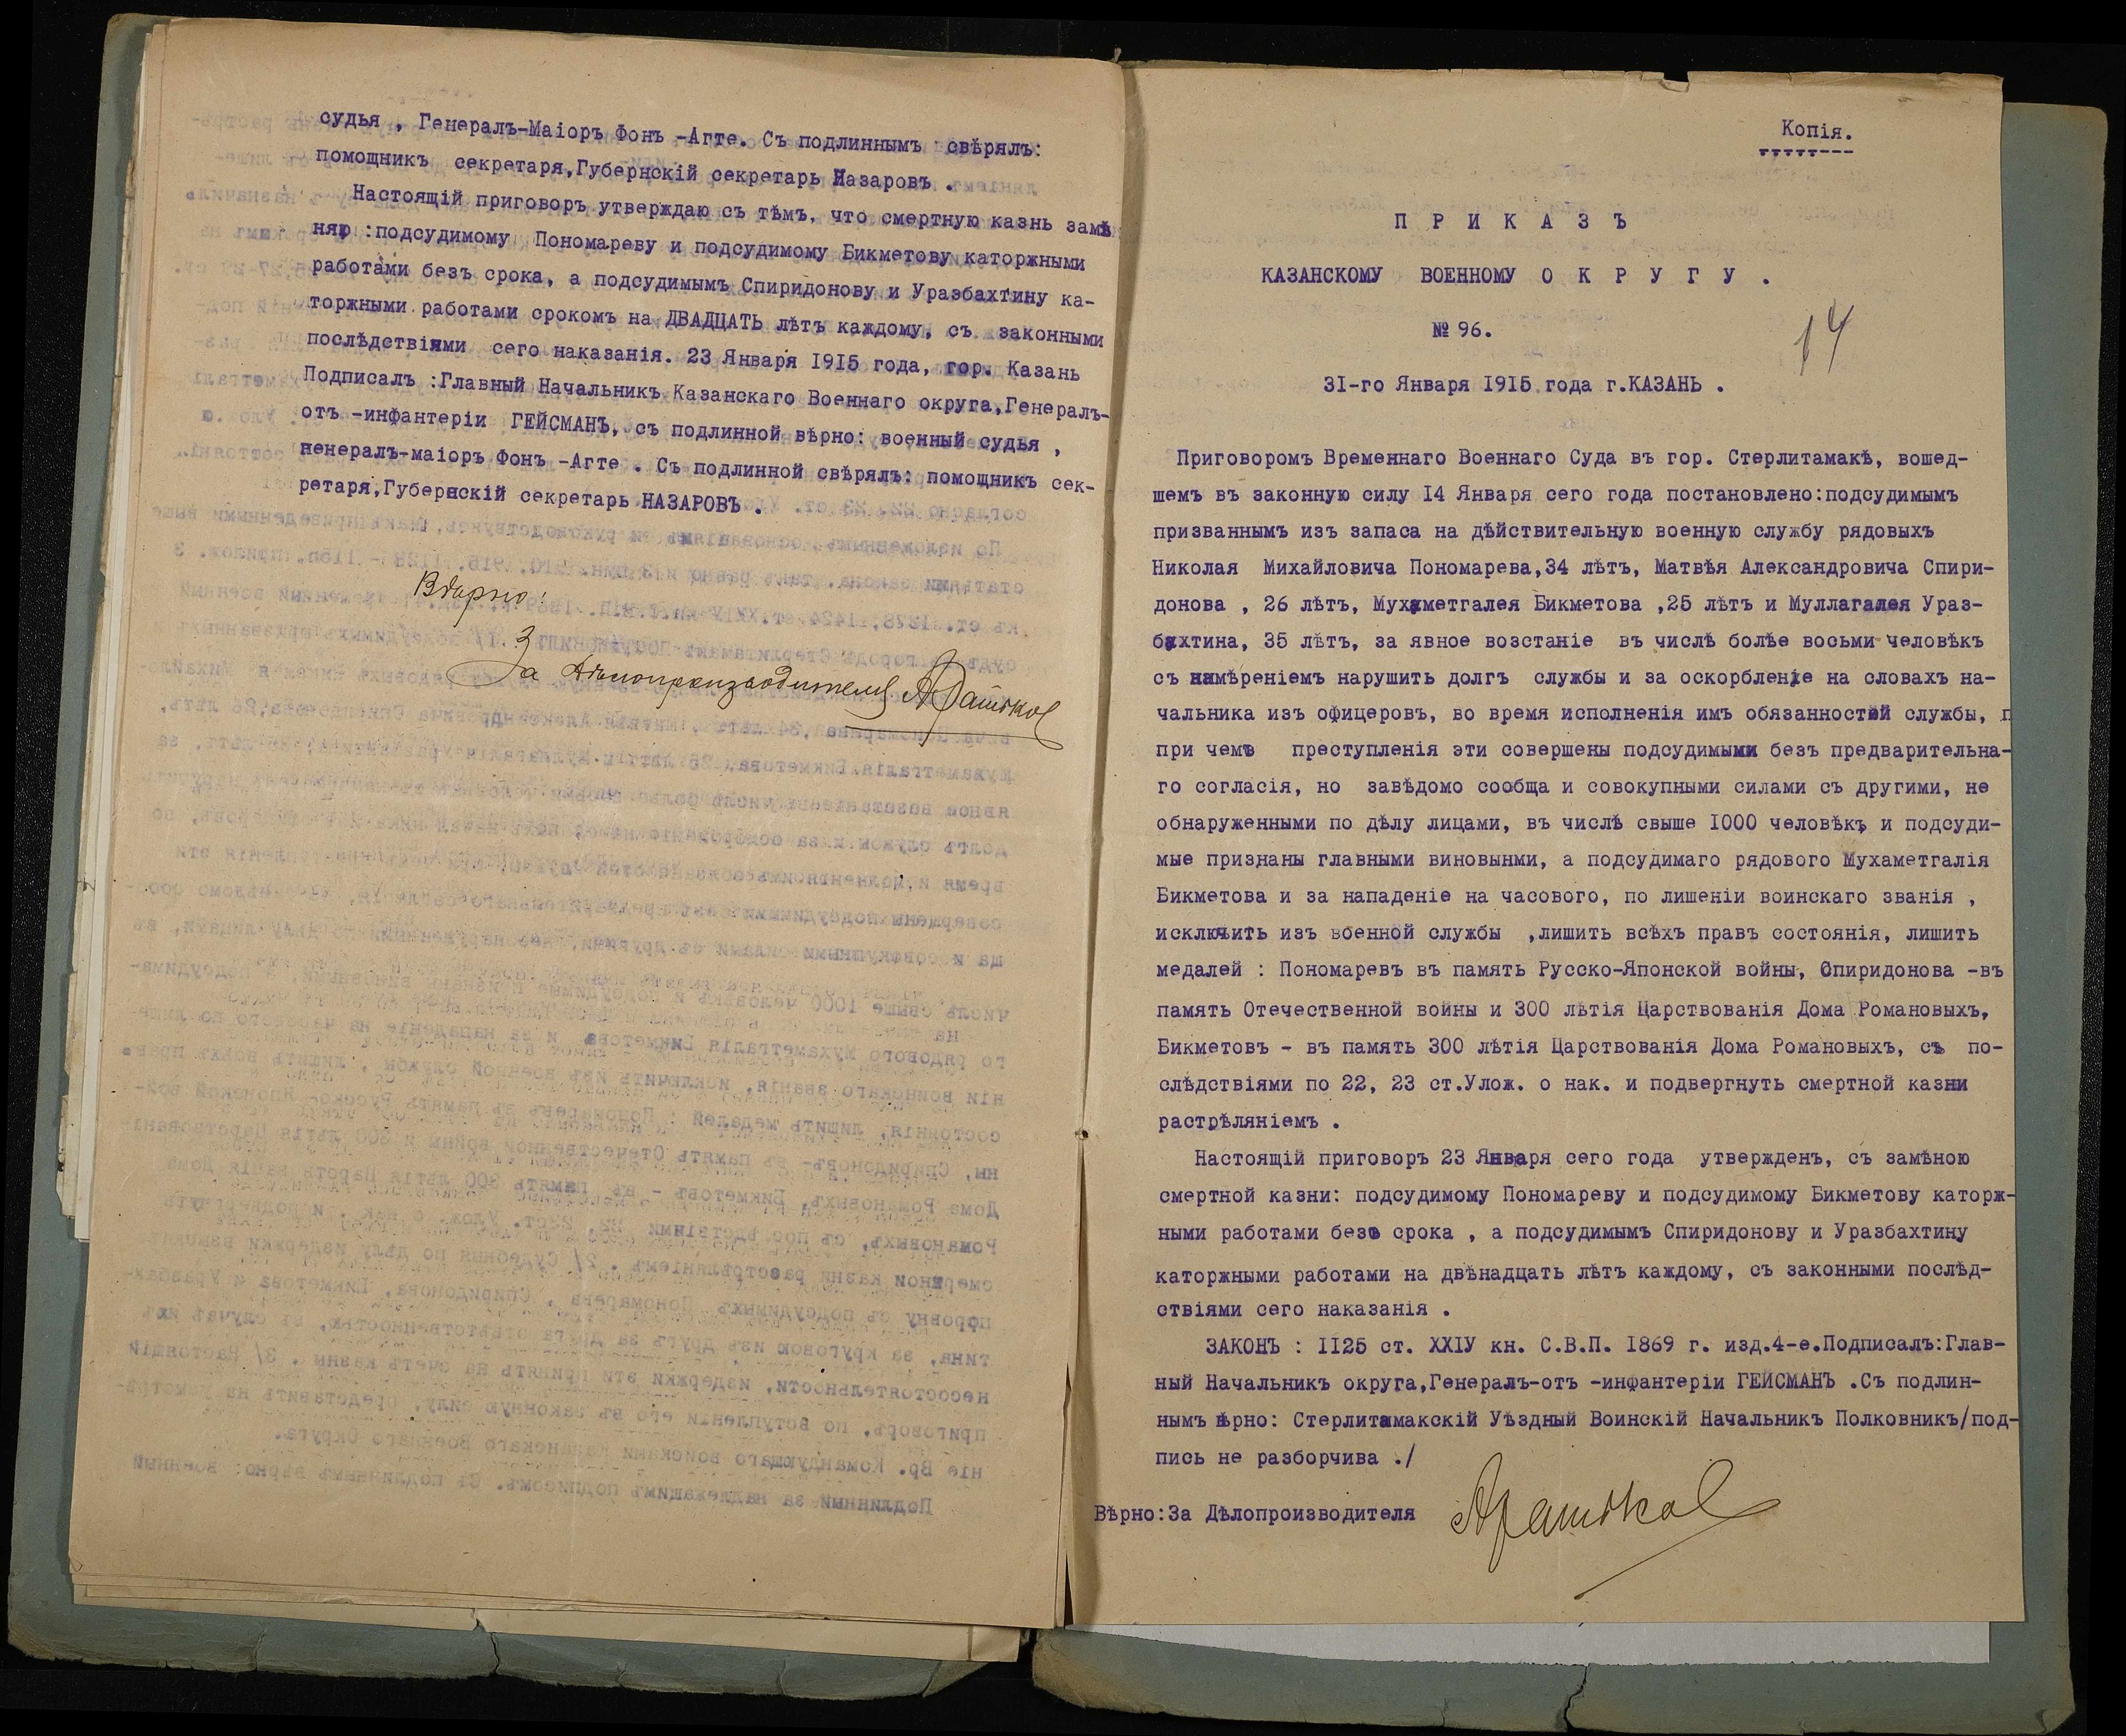 судья , Генералъ-Маіоръ Фонъ -Агте. Съ подлиннымъ свѣрялъ:
помощникъ секретаря,Губернскій секретарь Назаровъ .
Настоящій приговоръ утверждаю съ тѣмъ, что смертную казнь замѣ
няю :подсудимому Пономареву и подсудимому Бикметову каторжными
работами безъ срока, а подсудимымъ Спиридонову и Уразбахтину ка-
торжными работами срокомъ на ДВАДЦАТЬ лѣтъ каждому, съ законными
послѣдствіями сего наказанія. 23 Января 1915 года, гор. Казань
Подписалъ :Главный Начальникъ Казанскаго Военнаго округа,Генералъ-
отъ -инфантеріи ГЕЙСМАНЪ, съ подлинной вѣрно: военный судья ,
ненералъ-маіоръ Фонъ -Агте . Съ подлинной свѣрялъ: помощникъ сек-
ретаря,Губернскій секретарь НАЗАРОВЪ .
Вѣрно:
За Дѣлопроизводителя
Копія.
П Р И К А З Ъ
КАЗАНСКОМУ ВОЕННОМУ О К Р У Г У .
№ 96.
14
31-го Января 1915 года г.КАЗАНЬ .
Приговоромъ Временнаго Военнаго Суда въ гор. Стерлитамакѣ, вошед-
шемъ въ законную силу 14 Января сего года постановлено:подсудимымъ
призваннымъ изъ запаса на дѣйствительную военную службу рядовыхъ
Николая Михайловича Пономарева,34 лѣтъ, Матвѣя Александровича Спири-
донова , 26 лѣтъ, Мухаметгалея Бикметова ,25 лѣтъ и Муллагалея Ураз-
бахтина, 35 лѣтъ, за явное возстаніе въ числѣ болѣе восьми человѣкъ
съ намѣреніемъ нарушить долгъ службы и за оскорбленіе на словахъ на-
чальника изъ офицеровъ, во время исполненія имъ обязанностей службы, п
при чемъ преступленія эти совершены подсудимыми безъ предварительна-
го согласія, но завѣдомо сообща и совокупными силами съ другими, не
обнаруженными по дѣлу лицами, въ числѣ свыше 1000 человѣкъ и подсуди-
мые признаны главными виновынми, а подсудимаго рядового Мухаметгалія
Бикметова и за нападеніе на часового, по лишеніи воинскаго званія ,
исключить изъ военной службы ,лишить всѣхъ правъ состоянія, лишить
медалей : Пономаревъ въ память Русско-Японской войны, Спиридонова -въ
память Отечественной войны и 300 лѣтія Царствованія Дома Романовыхъ,
Бикметовъ - въ память 300 лѣтія Царствованія Дома Романовыхъ, съ по-
слѣдствіями по 22, 23 ст.Улож. о нак. и подвергнуть смертной казни
растрѣляніемъ .
Настоящій приговоръ 23 Января сего года утвержденъ, съ замѣною
смертной казни: подсудимому Пономареву и подсудимому Бикметову каторж-
ными работами безъ срока , а подсудимымъ Спиридонову и Уразбахтину
каторжными работами на двѣнадцать лѣтъ каждому, съ законными послѣд-
ствіями сего наказанія .
ЗАКОНЪ : 1125 ст. XXIУ кн. С.В.П. 1869 г. изд.4-е.Подписалъ:Глав-
ный Начальникъ округа,Генералъ-отъ -инфантеріи ГЕЙСМАНЪ .Съ подлин-
нымъ ѣрно: Стерлитамакскій Уѣздный Воинскій Начальникъ Полковникъ/под-
пись не разборчива ./
Вѣрно:За Дѣлопроизводителя